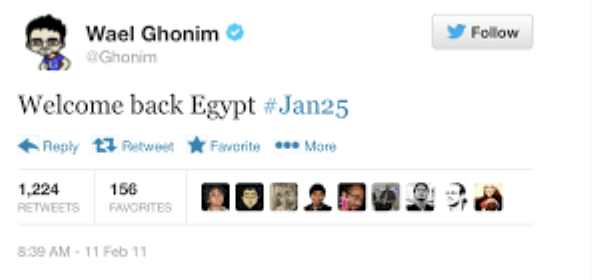 Wael Ghonim
Follow
@Ghonim
Welcome back Egypt #Jan25
Reply Retweet Favorite More
1,224 156
RETWEETS FAVORITES
8:39 AM - 11 Feb 11